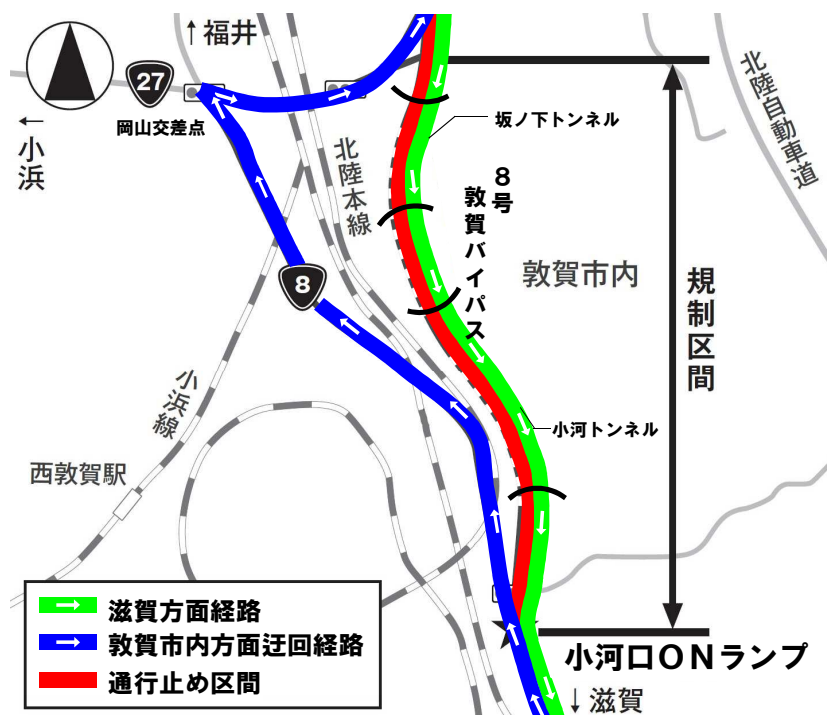 ↑福井
27
岡山交差点
←小浜
北陸本線
坂ノ下トンネル
8号敦賀バイパス
北陸自動車道
敦賀市内
規制区間
8
小浜線
小河トンネル
西敦賀駅
滋賀方面経路
敦賀市内方面迂回経路
通行止め区間
小河口ONランプ
↓滋賀